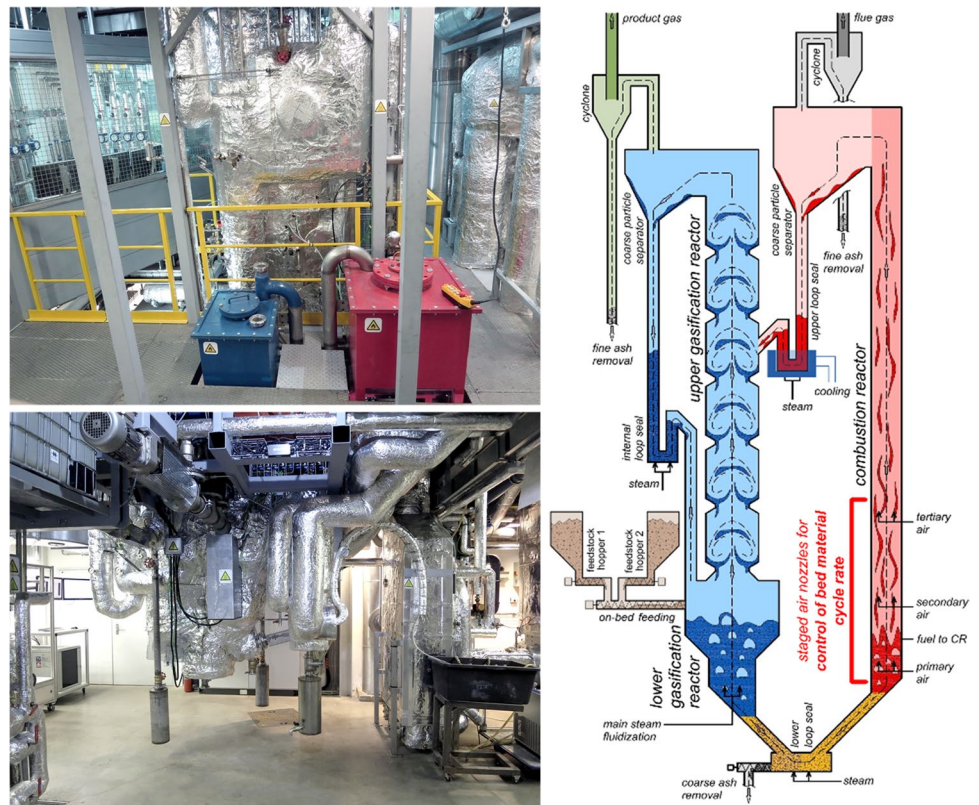 product gas
flue gas
cyclone
cyclone
coarse particle
separator
upper gasification reactor
coarse particle
separator
fine ash
removal
upper loop seal
fine ash
removal
cooling
steam
combustion reactor
internal
loop seal
steam
feedstock
hopper 1
feedstock
hopper 2
on-bed feeding
staged air nozzles for
control of bed material
cycle rate
tertiary
air
secondary
air
fuel to CR
primary
air
lower
gasification
reactor
main steam
fluidization
lower
loop seal
coarse ash
removal
steam